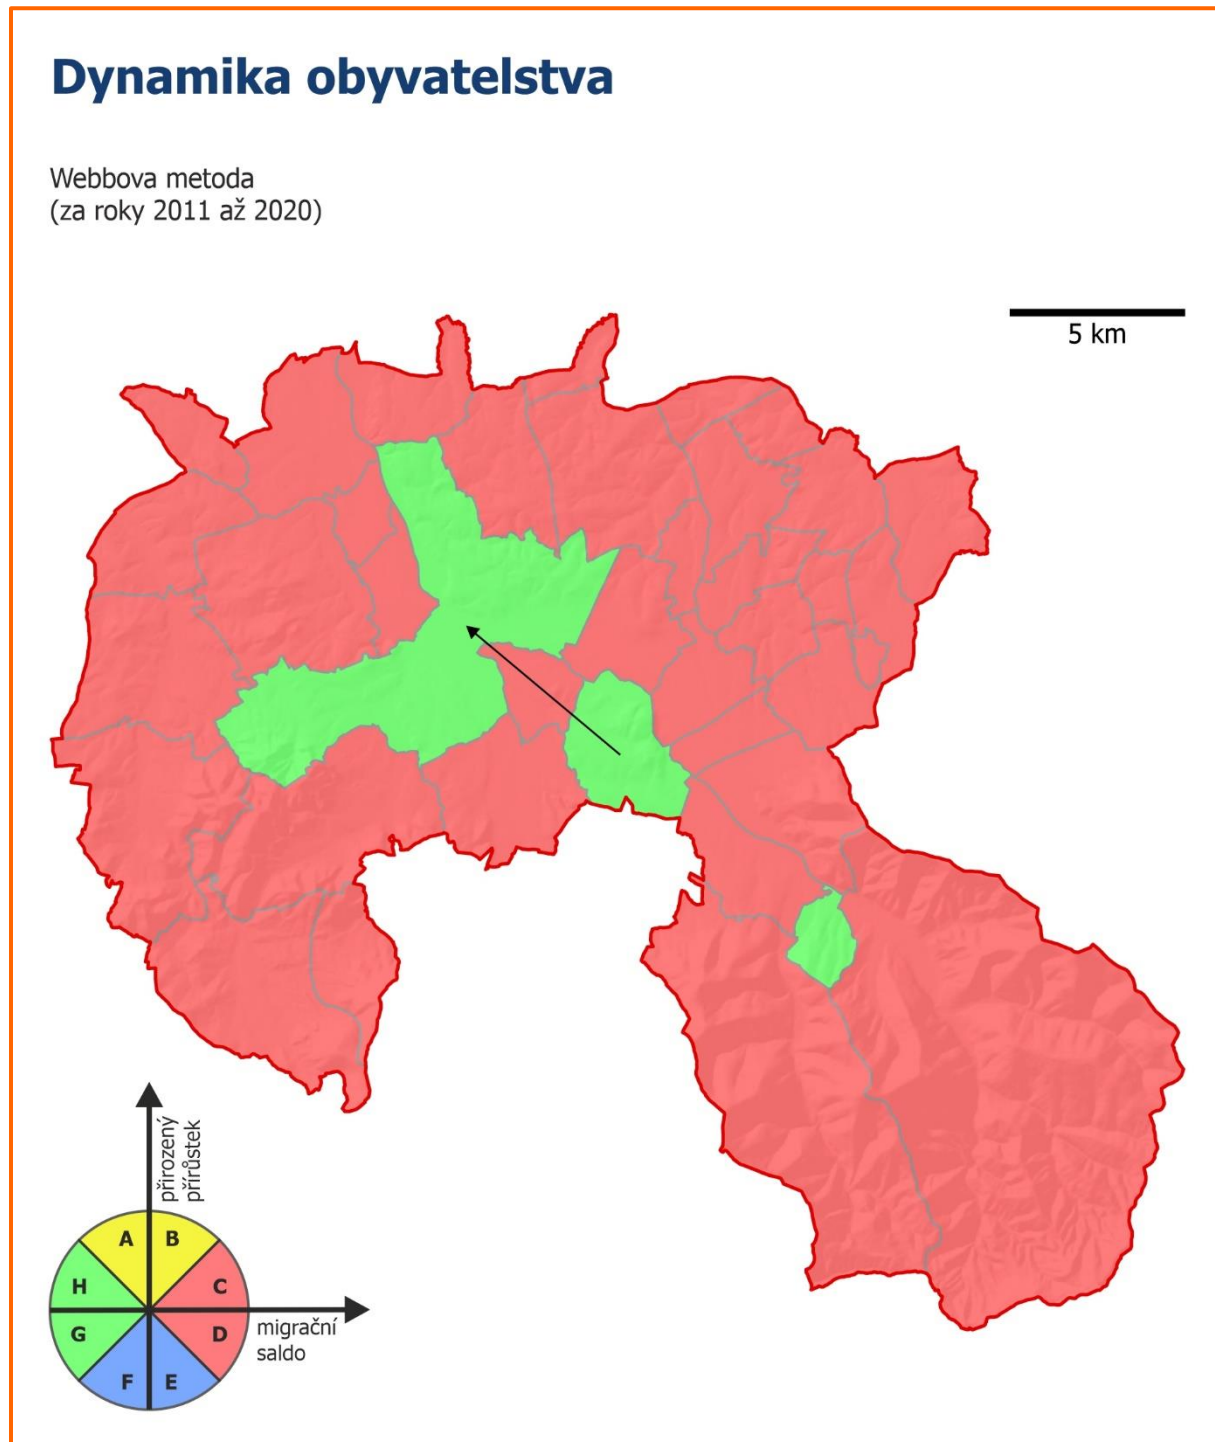 Dynamika obyvatelstva
Webbova metoda
(za roky 2011 až 2020)
5 km
přirozený
přírůstek
A
B
H
C
G
D
F
E
migrační
saldo